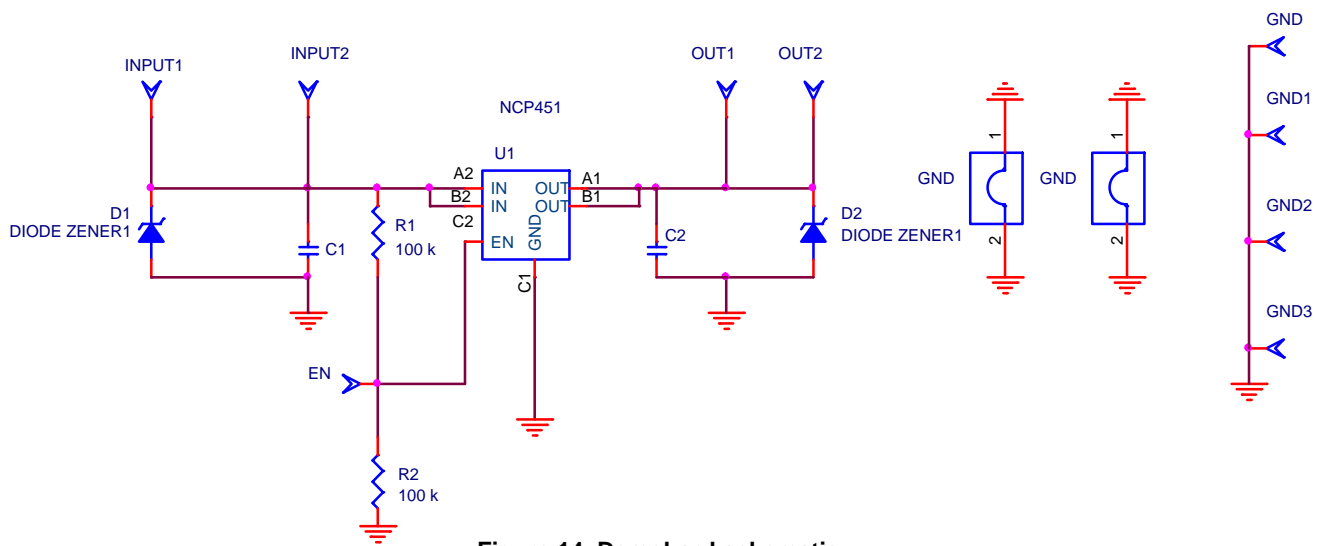 INPUT1
INPUT2
OUT1
OUT2
GND
GND1
GND2
GND3
NCP451
U1
A2
B2
C2
IN
IN
EN
GND
OUT
OUT
A1
B1
C1
D1
DIODE ZENER1
C1
R1
100 k
C2
D2
DIODE ZENER1
GND
1
2
GND
1
2
EN
R2
100 k